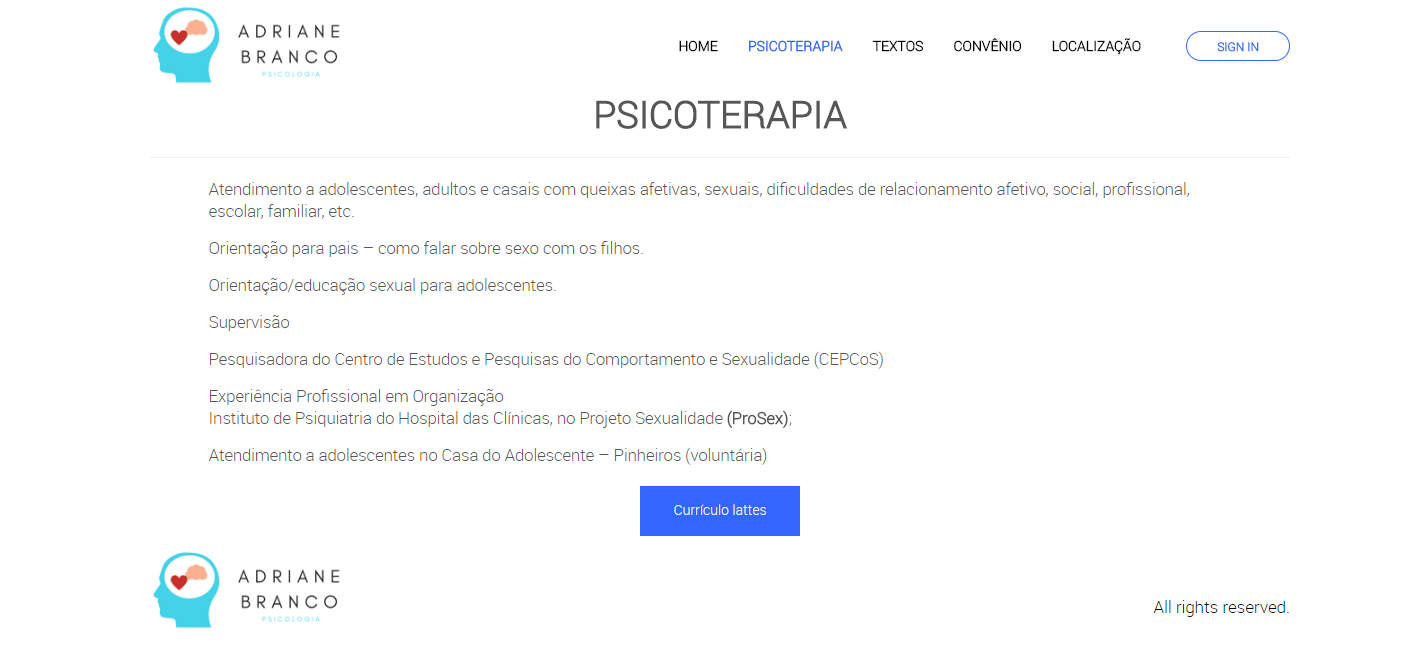 ADRIANE
BRANCO
PSICOLOGIA
HOME PSICOTERAPIA TEXTOS CONVÊNIO LOCALIZAÇÃO SIGN IN
PSICOTERAPIA
Atendimento a adolescentes, adultos e casais com queixas afetivas, sexuais, dificuldades de relacionamento afetivo, social, profissional,
escolar, familiar, etc.
Orientação para pais – como falar sobre sexo com os filhos.
Orientação/educação sexual para adolescentes.
Supervisão
Pesquisadora do Centro de Estudos e Pesquisas do Comportamento e Sexualidade (CEPCoS)
Experiência Profissional em Organização
Instituto de Psiquiatria do Hospital das Clínicas, no Projeto Sexualidade (ProSex);
Atendimento a adolescentes no Casa do Adolescente – Pinheiros (voluntária)
Currículo lattes
ADRIANE
BRANCO
PSICOLOGIA
All rights reserved.